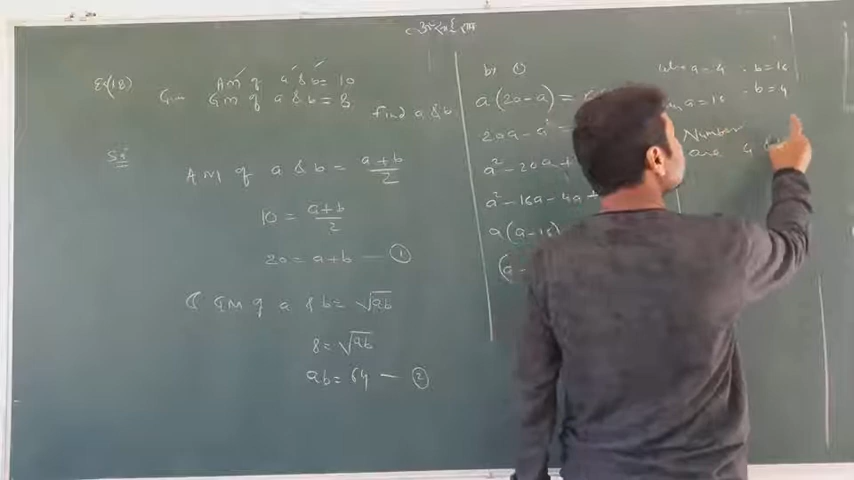 Ex(18) Given AM of a & b = 10
GM of a & b = 8 find a & b
Sol
AM of a & b = a+b/2
10 = a+b/2
20 = a+b — ①
GM of a & b = √ab
8 = √ab
ab = 64 — ②
by ①
a(20-a) =
20a - a² =
a² - 20a +
a² - 16a - 4a +
a(a-16)
(a -
when a = 4 , b = 16
a = 16 , b = 4
Number
are 4